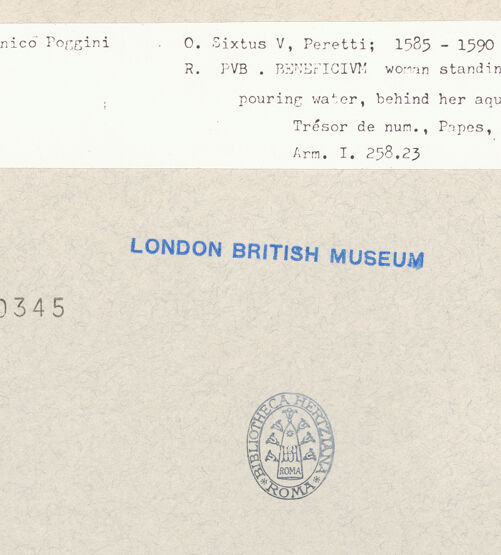 nico Poggini
O. Sixtus V, Peretti; 1585 - 1590
R. PVB . BENEFICIVM woman standin
pouring water, behind her aqu
Trésor de num., Papes,
Arm. I. 258.23
LONDON BRITISH MUSEUM
0345
BIBLIOTHECA HERTZIANA
ROMA
ROMA